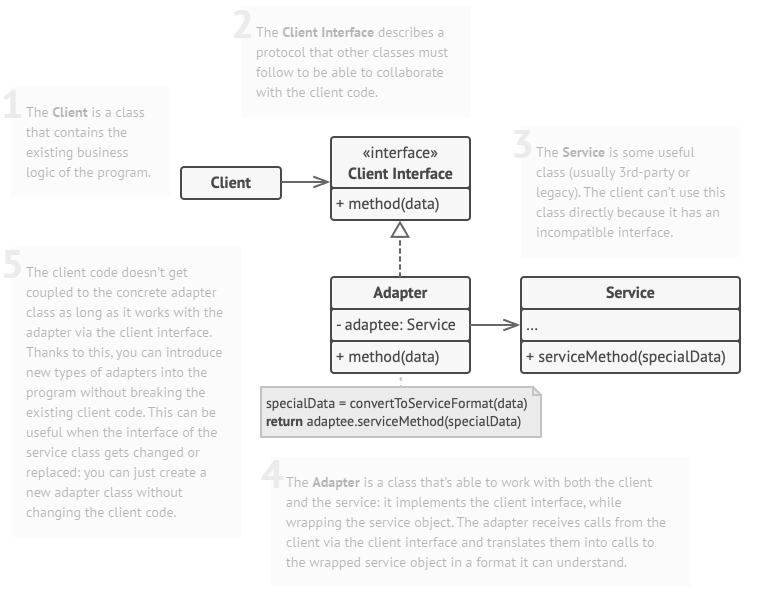 1
The Client is a class
that contains the
existing business
logic of the program.
2
The Client Interface describes a
protocol that other classes must
follow to be able to collaborate
with the client code.
3
The Service is some useful
class (usually 3rd-party or
legacy). The client can't use this
class directly because it has an
incompatible interface.
Client
«interface»
Client Interface
+ method(data)
Adapter
- adaptee: Service
+ method(data)
Service
...
+ serviceMethod(specialData)
specialData = convertToServiceFormat(data)
return adaptee.serviceMethod(specialData)
4
The Adapter is a class that's able to work with both the client
and the service: it implements the client interface, while
wrapping the service object. The adapter receives calls from the
client via the client interface and translates them into calls to
the wrapped service object in a format it can understand.
5
The client code doesn't get
coupled to the concrete adapter
class as long as it works with the
adapter via the client interface.
Thanks to this, you can introduce
new types of adapters into the
program without breaking the
existing client code. This can be
useful when the interface of the
service class gets changed or
replaced: you can just create a
new adapter class without
changing the client code.